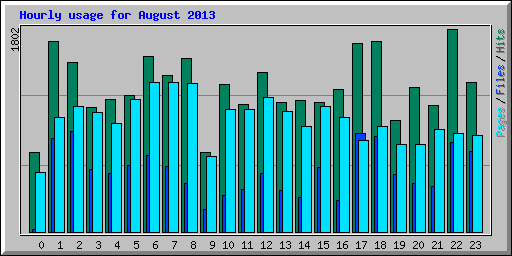 Hourly usage for August 2013
1802
Pages / Files / Hits
0 1 2 3 4 5 6 7 8 9 10 11 12 13 14 15 16 17 18 19 20 21 22 23